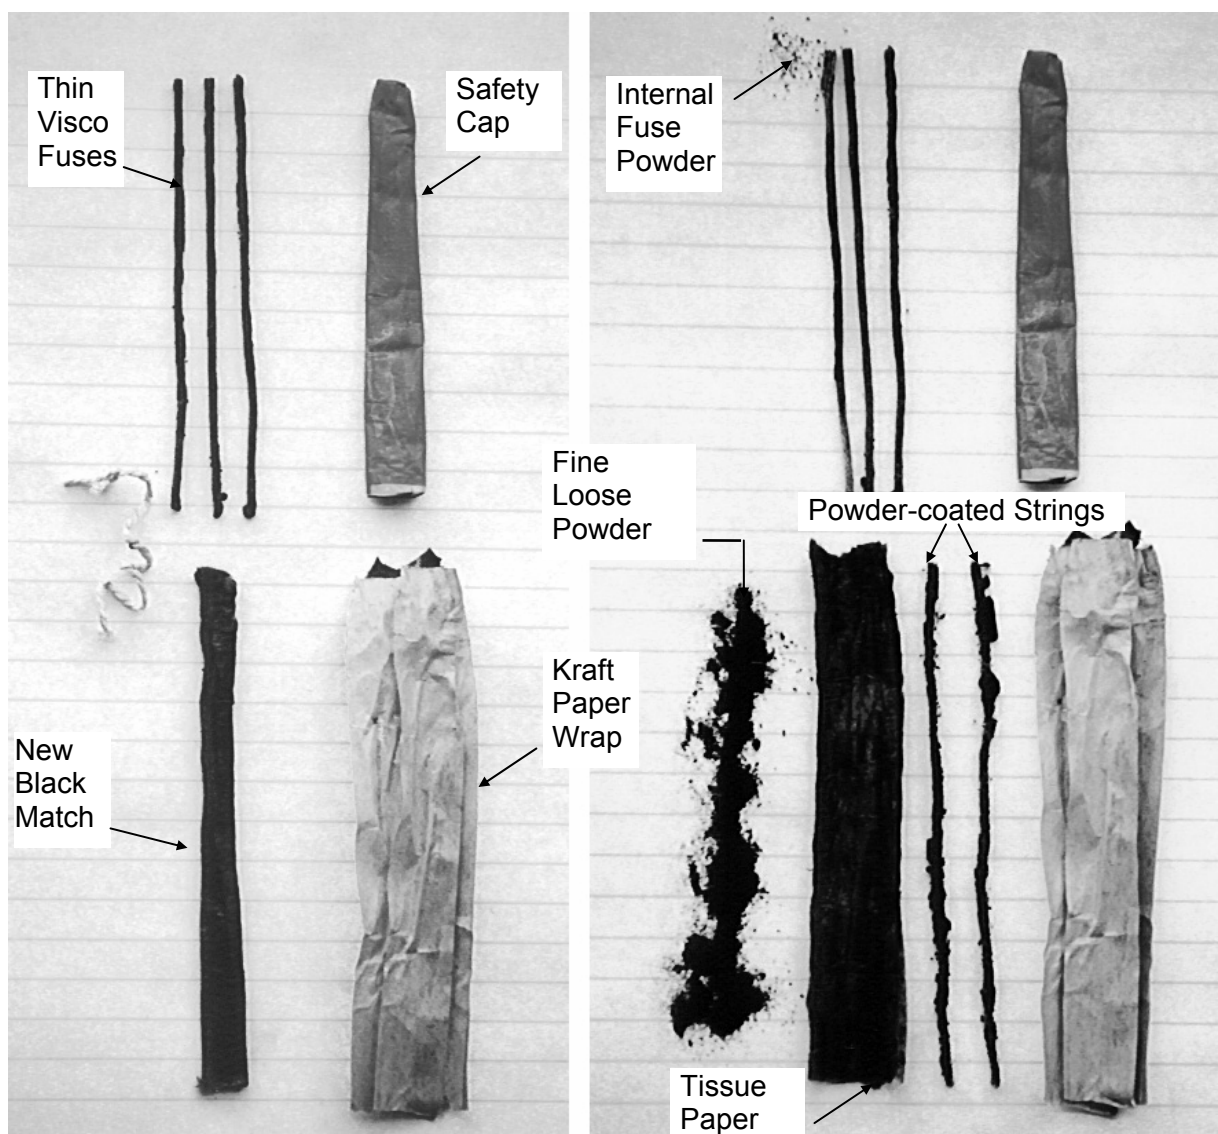 Thin
Visco
Fuses
Safety
Cap
New
Black
Match
Kraft
Paper
Wrap
Internal
Fuse
Powder
Fine
Loose
Powder
Powder-coated Strings
Tissue
Paper